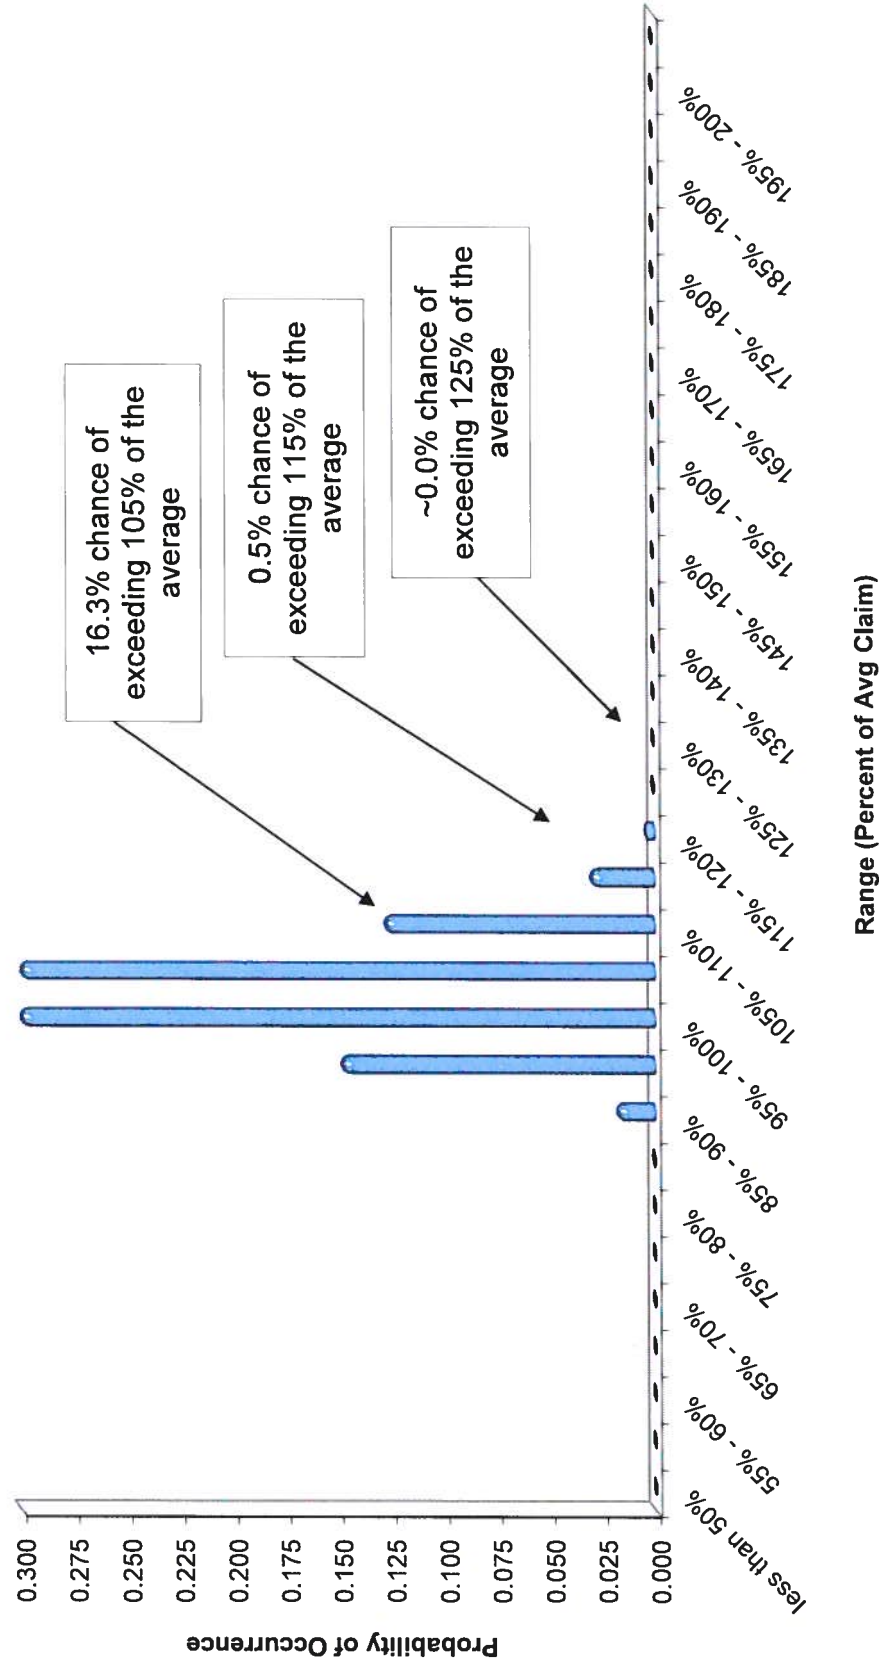 16.3% chance of
exceeding 105% of the
average
0.5% chance of
exceeding 115% of the
average
~0.0% chance of
exceeding 125% of the
average
Probability of Occurrence
0.300
0.275
0.250
0.225
0.200
0.175
0.150
0.125
0.100
0.075
0.050
0.025
0.000
less than 50%
55% - 60%
65% - 70%
75% - 80%
85% - 90%
95% - 100%
105% - 110%
115% - 120%
125% - 130%
135% - 140%
145% - 150%
155% - 160%
165% - 170%
175% - 180%
185% - 190%
195% - 200%
Range (Percent of Avg Claim)